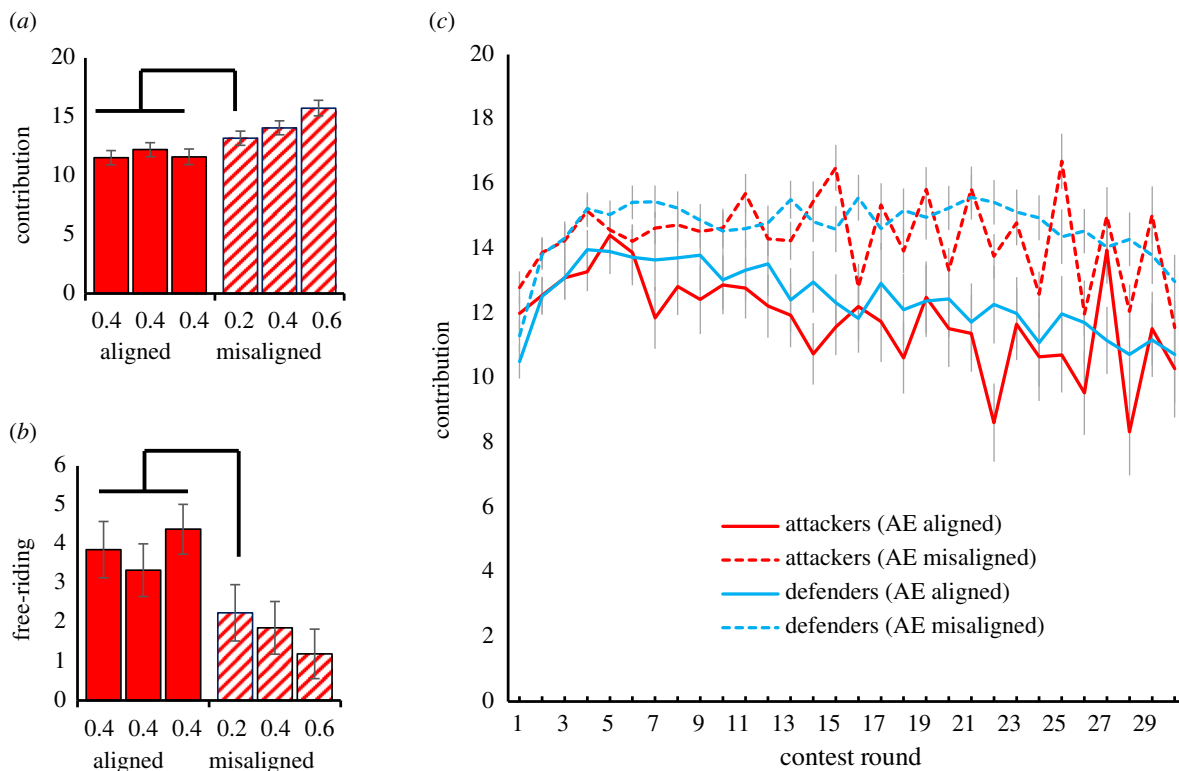 (a)
20
15
10
5
0
contribution
0.4 0.4 0.4 0.2 0.4 0.6
aligned misaligned
(b)
6
5
4
3
2
1
0
free-riding
0.4 0.4 0.4 0.2 0.4 0.6
aligned misaligned
(c)
20
18
16
14
12
10
8
6
4
2
0
contribution
attackers (AE aligned)
attackers (AE misaligned)
defenders (AE aligned)
defenders (AE misaligned)
1 3 5 7 9 11 13 15 17 19 21 23 25 27 29
contest round